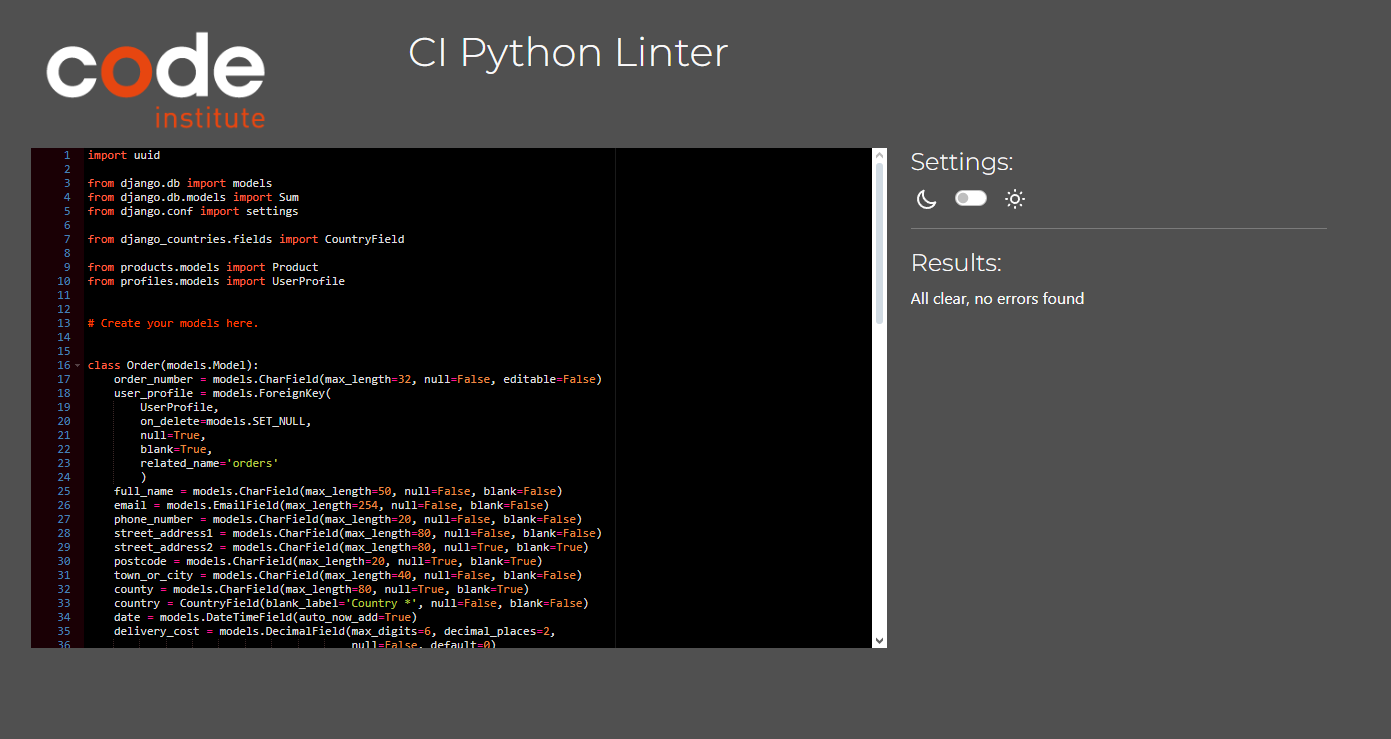 code
institute
CI Python Linter
1 import uuid
2
3 from django.db import models
4 from django.db.models import Sum
5 from django.conf import settings
6
7 from django_countries.fields import CountryField
8
9 from products.models import Product
10 from profiles.models import UserProfile
11
12
13 # Create your models here.
14
15
16 class Order(models.Model):
17     order_number = models.CharField(max_length=32, null=False, editable=False)
18     user_profile = models.ForeignKey(
19         UserProfile,
20         on_delete=models.SET_NULL,
21         null=True,
22         blank=True,
23         related_name='orders'
24         )
25     full_name = models.CharField(max_length=50, null=False, blank=False)
26     email = models.EmailField(max_length=254, null=False, blank=False)
27     phone_number = models.CharField(max_length=20, null=False, blank=False)
28     street_address1 = models.CharField(max_length=80, null=False, blank=False)
29     street_address2 = models.CharField(max_length=80, null=True, blank=True)
30     postcode = models.CharField(max_length=20, null=True, blank=True)
31     town_or_city = models.CharField(max_length=40, null=False, blank=False)
32     county = models.CharField(max_length=80, null=True, blank=True)
33     country = CountryField(blank_label='Country *', null=False, blank=False)
34     date = models.DateTimeField(auto_now_add=True)
35     delivery_cost = models.DecimalField(max_digits=6, decimal_places=2,
36                                         null=False, default=0)
Settings:
Results:
All clear, no errors found